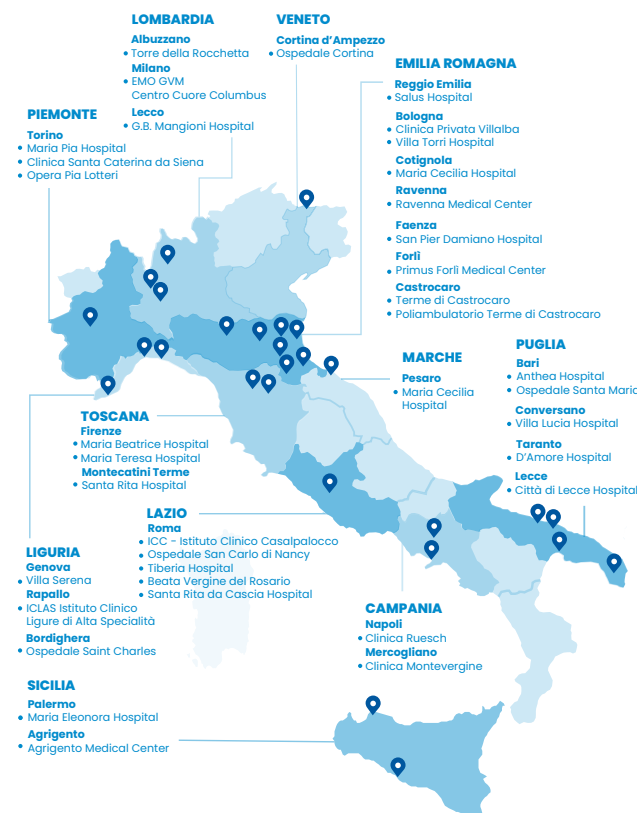 LOMBARDIA
Albuzzano
• Torre della Rocchetta
Milano
• EMO GVM
Centro Cuore Columbus
Lecco
• G.B. Mangioni Hospital
VENETO
Cortina d'Ampezzo
• Ospedale Cortina
EMILIA ROMAGNA
Reggio Emilia
• Salus Hospital
Bologna
• Clinica Privata Villalba
• Villa Torri Hospital
Cotignola
• Maria Cecilia Hospital
Ravenna
• Ravenna Medical Center
Faenza
• San Pier Damiano Hospital
Forlì
• Primus Forlì Medical Center
Castrocaro
• Terme di Castrocaro
• Poliambulatorio Terme di Castrocaro
PIEMONTE
Torino
• Maria Pia Hospital
• Clinica Santa Caterina da Siena
• Opera Pia Lotteri
MARCHE
Pesaro
• Maria Cecilia
Hospital
PUGLIA
Bari
• Anthea Hospital
• Ospedale Santa Maria
Conversano
• Villa Lucia Hospital
Taranto
• D'Amore Hospital
Lecce
• Città di Lecce Hospital
TOSCANA
Firenze
• Maria Beatrice Hospital
• Maria Teresa Hospital
Montecatini Terme
• Santa Rita Hospital
LAZIO
Roma
• ICC - Istituto Clinico Casalpalocco
• Ospedale San Carlo di Nancy
• Tiberia Hospital
• Beata Vergine del Rosario
• Santa Rita da Cascia Hospital
LIGURIA
Genova
• Villa Serena
Rapallo
• ICLAS Istituto Clinico
Ligure di Alta Specialità
Bordighera
• Ospedale Saint Charles
CAMPANIA
Napoli
• Clinica Ruesch
Mercogliano
• Clinica Montevergine
SICILIA
Palermo
• Maria Eleonora Hospital
Agrigento
• Agrigento Medical Center